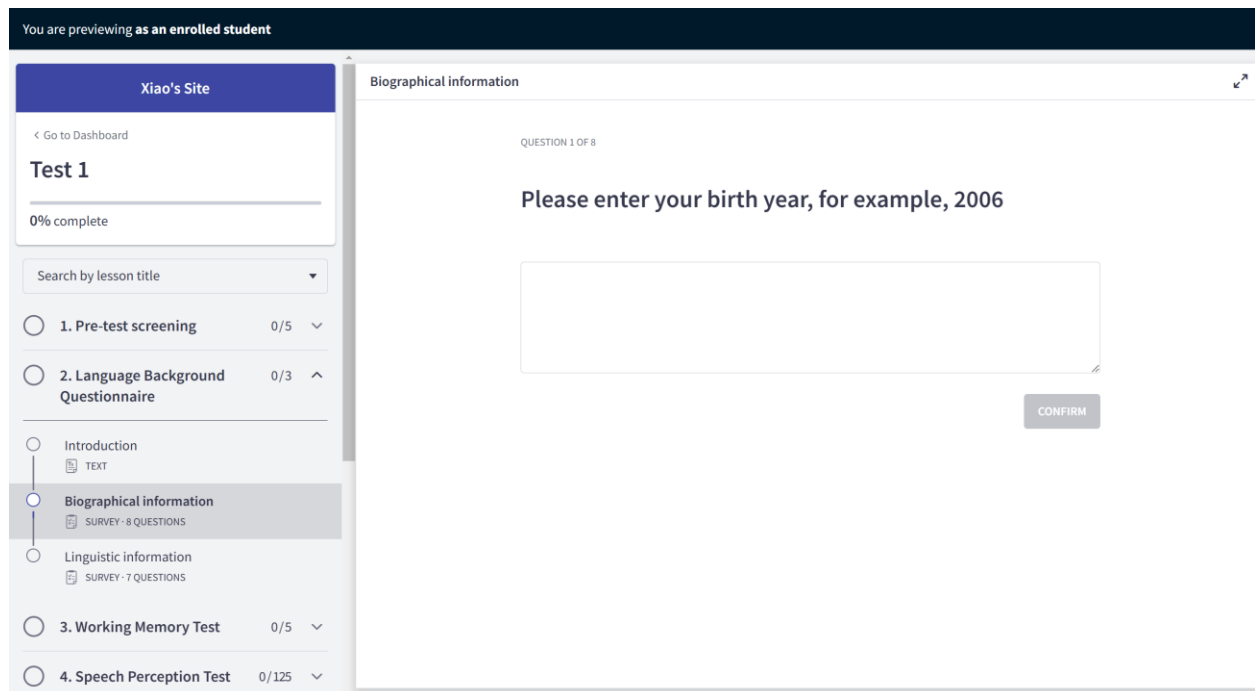 You are previewing as an enrolled student
Xiao's Site
< Go to Dashboard
Test 1
0% complete
Search by lesson title
1. Pre-test screening 0/5
2. Language Background 0/3
Questionnaire
Introduction
TEXT
Biographical information
SURVEY · 8 QUESTIONS
Linguistic information
SURVEY · 7 QUESTIONS
3. Working Memory Test 0/5
4. Speech Perception Test 0/125
Biographical information
QUESTION 1 OF 8
Please enter your birth year, for example, 2006
CONFIRM